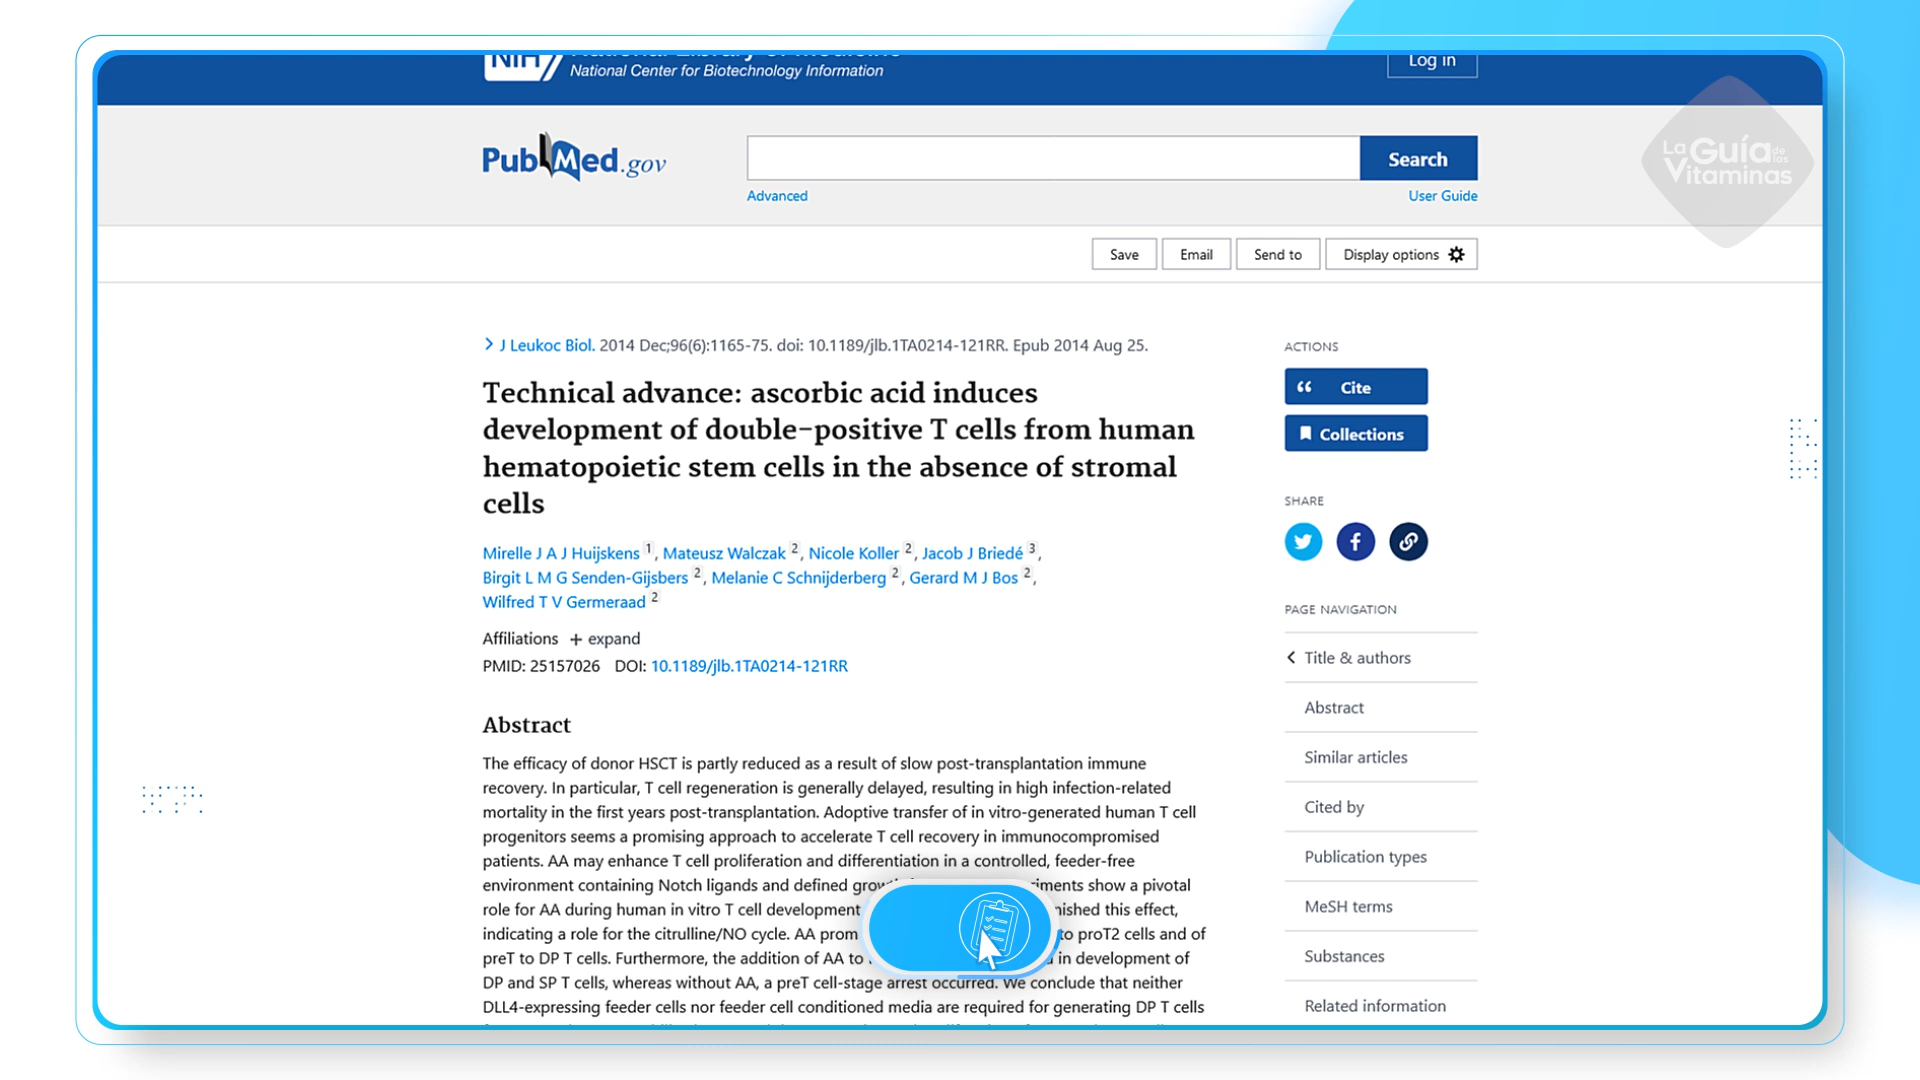 NIH National Library of Medicine
National Center for Biotechnology Information
Log in
La Guía de las Vitaminas
PubMed.gov
Search
Advanced
User Guide
Save
Email
Send to
Display options
J Leukoc Biol. 2014 Dec;96(6):1165-75. doi: 10.1189/jlb.1TA0214-121RR. Epub 2014 Aug 25.
Technical advance: ascorbic acid induces
development of double-positive T cells from human
hematopoietic stem cells in the absence of stromal
cells
Mirelle J A J Huijskens 1, Mateusz Walczak 2, Nicole Koller 2, Jacob J Briedé 3,
Birgit L M G Senden-Gijsbers 2, Melanie C Schnijderberg 2, Gerard M J Bos 2,
Wilfred T V Germeraad 2
Affiliations + expand
PMID: 25157026 DOI: 10.1189/jlb.1TA0214-121RR
Abstract
The efficacy of donor HSCT is partly reduced as a result of slow post-transplantation immune
recovery. In particular, T cell regeneration is generally delayed, resulting in high infection-related
mortality in the first years post-transplantation. Adoptive transfer of in vitro-generated human T cell
progenitors seems a promising approach to accelerate T cell recovery in immunocompromised
patients. AA may enhance T cell proliferation and differentiation in a controlled, feeder-free
environment containing Notch ligands and defined show a pivotal
role for AA during human in vitro T cell development this effect,
indicating a role for the citrulline/NO cycle. AA to proT2 cells and of
preT to DP T cells. Furthermore, the addition of AA to in development of
DP and SP T cells, whereas without AA, a preT cell-stage arrest occurred. We conclude that neither
DLL4-expressing feeder cells nor feeder cell conditioned media are required for generating DP T cells
ACTIONS
Cite
Collections
SHARE
PAGE NAVIGATION
Title & authors
Abstract
Similar articles
Cited by
Publication types
MeSH terms
Substances
Related information